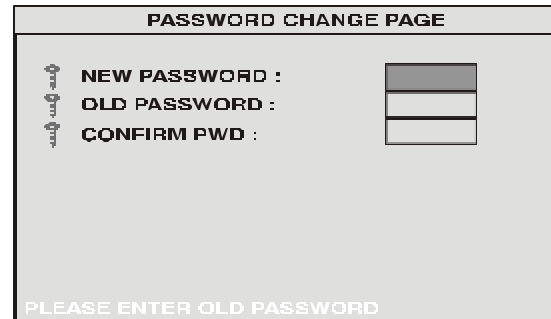 PASSWORD CHANGE PAGE
NEW PASSWORD :
OLD PASSWORD :
CONFIRM PWD :
PLEASE ENTER OLD PASSWORD